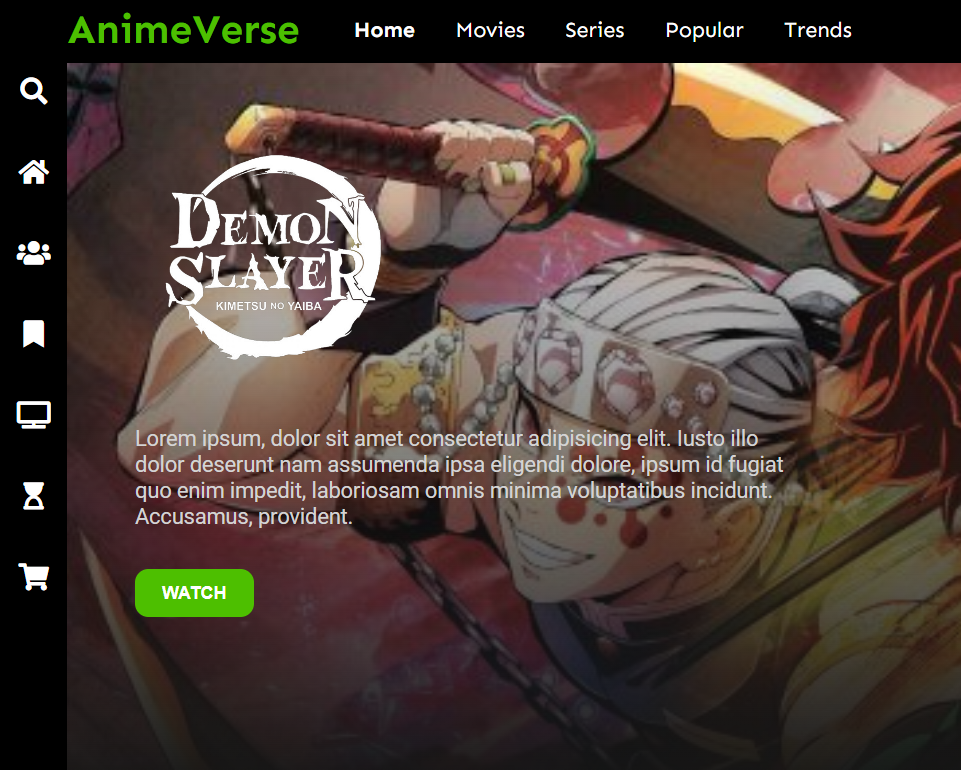 AnimeVerse
Home Movies Series Popular Trends
DEMON
SLAYER
KIMETSU NO YAIBA
Lorem ipsum, dolor sit amet consectetur adipisicing elit. Iusto illo
dolor deserunt nam assumenda ipsa eligendi dolore, ipsum id fugiat
quo enim impedit, laboriosam omnis minima voluptatibus incidunt.
Accusamus, provident.
WATCH